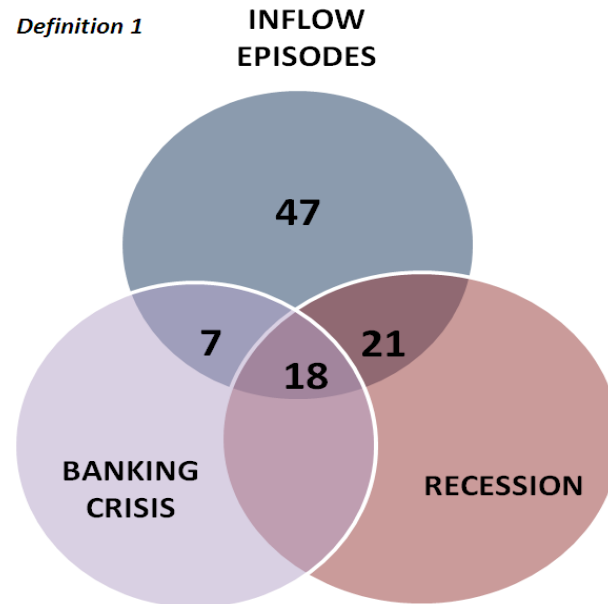 Definition 1
INFLOW
EPISODES
47
7
21
18
BANKING
CRISIS
RECESSION